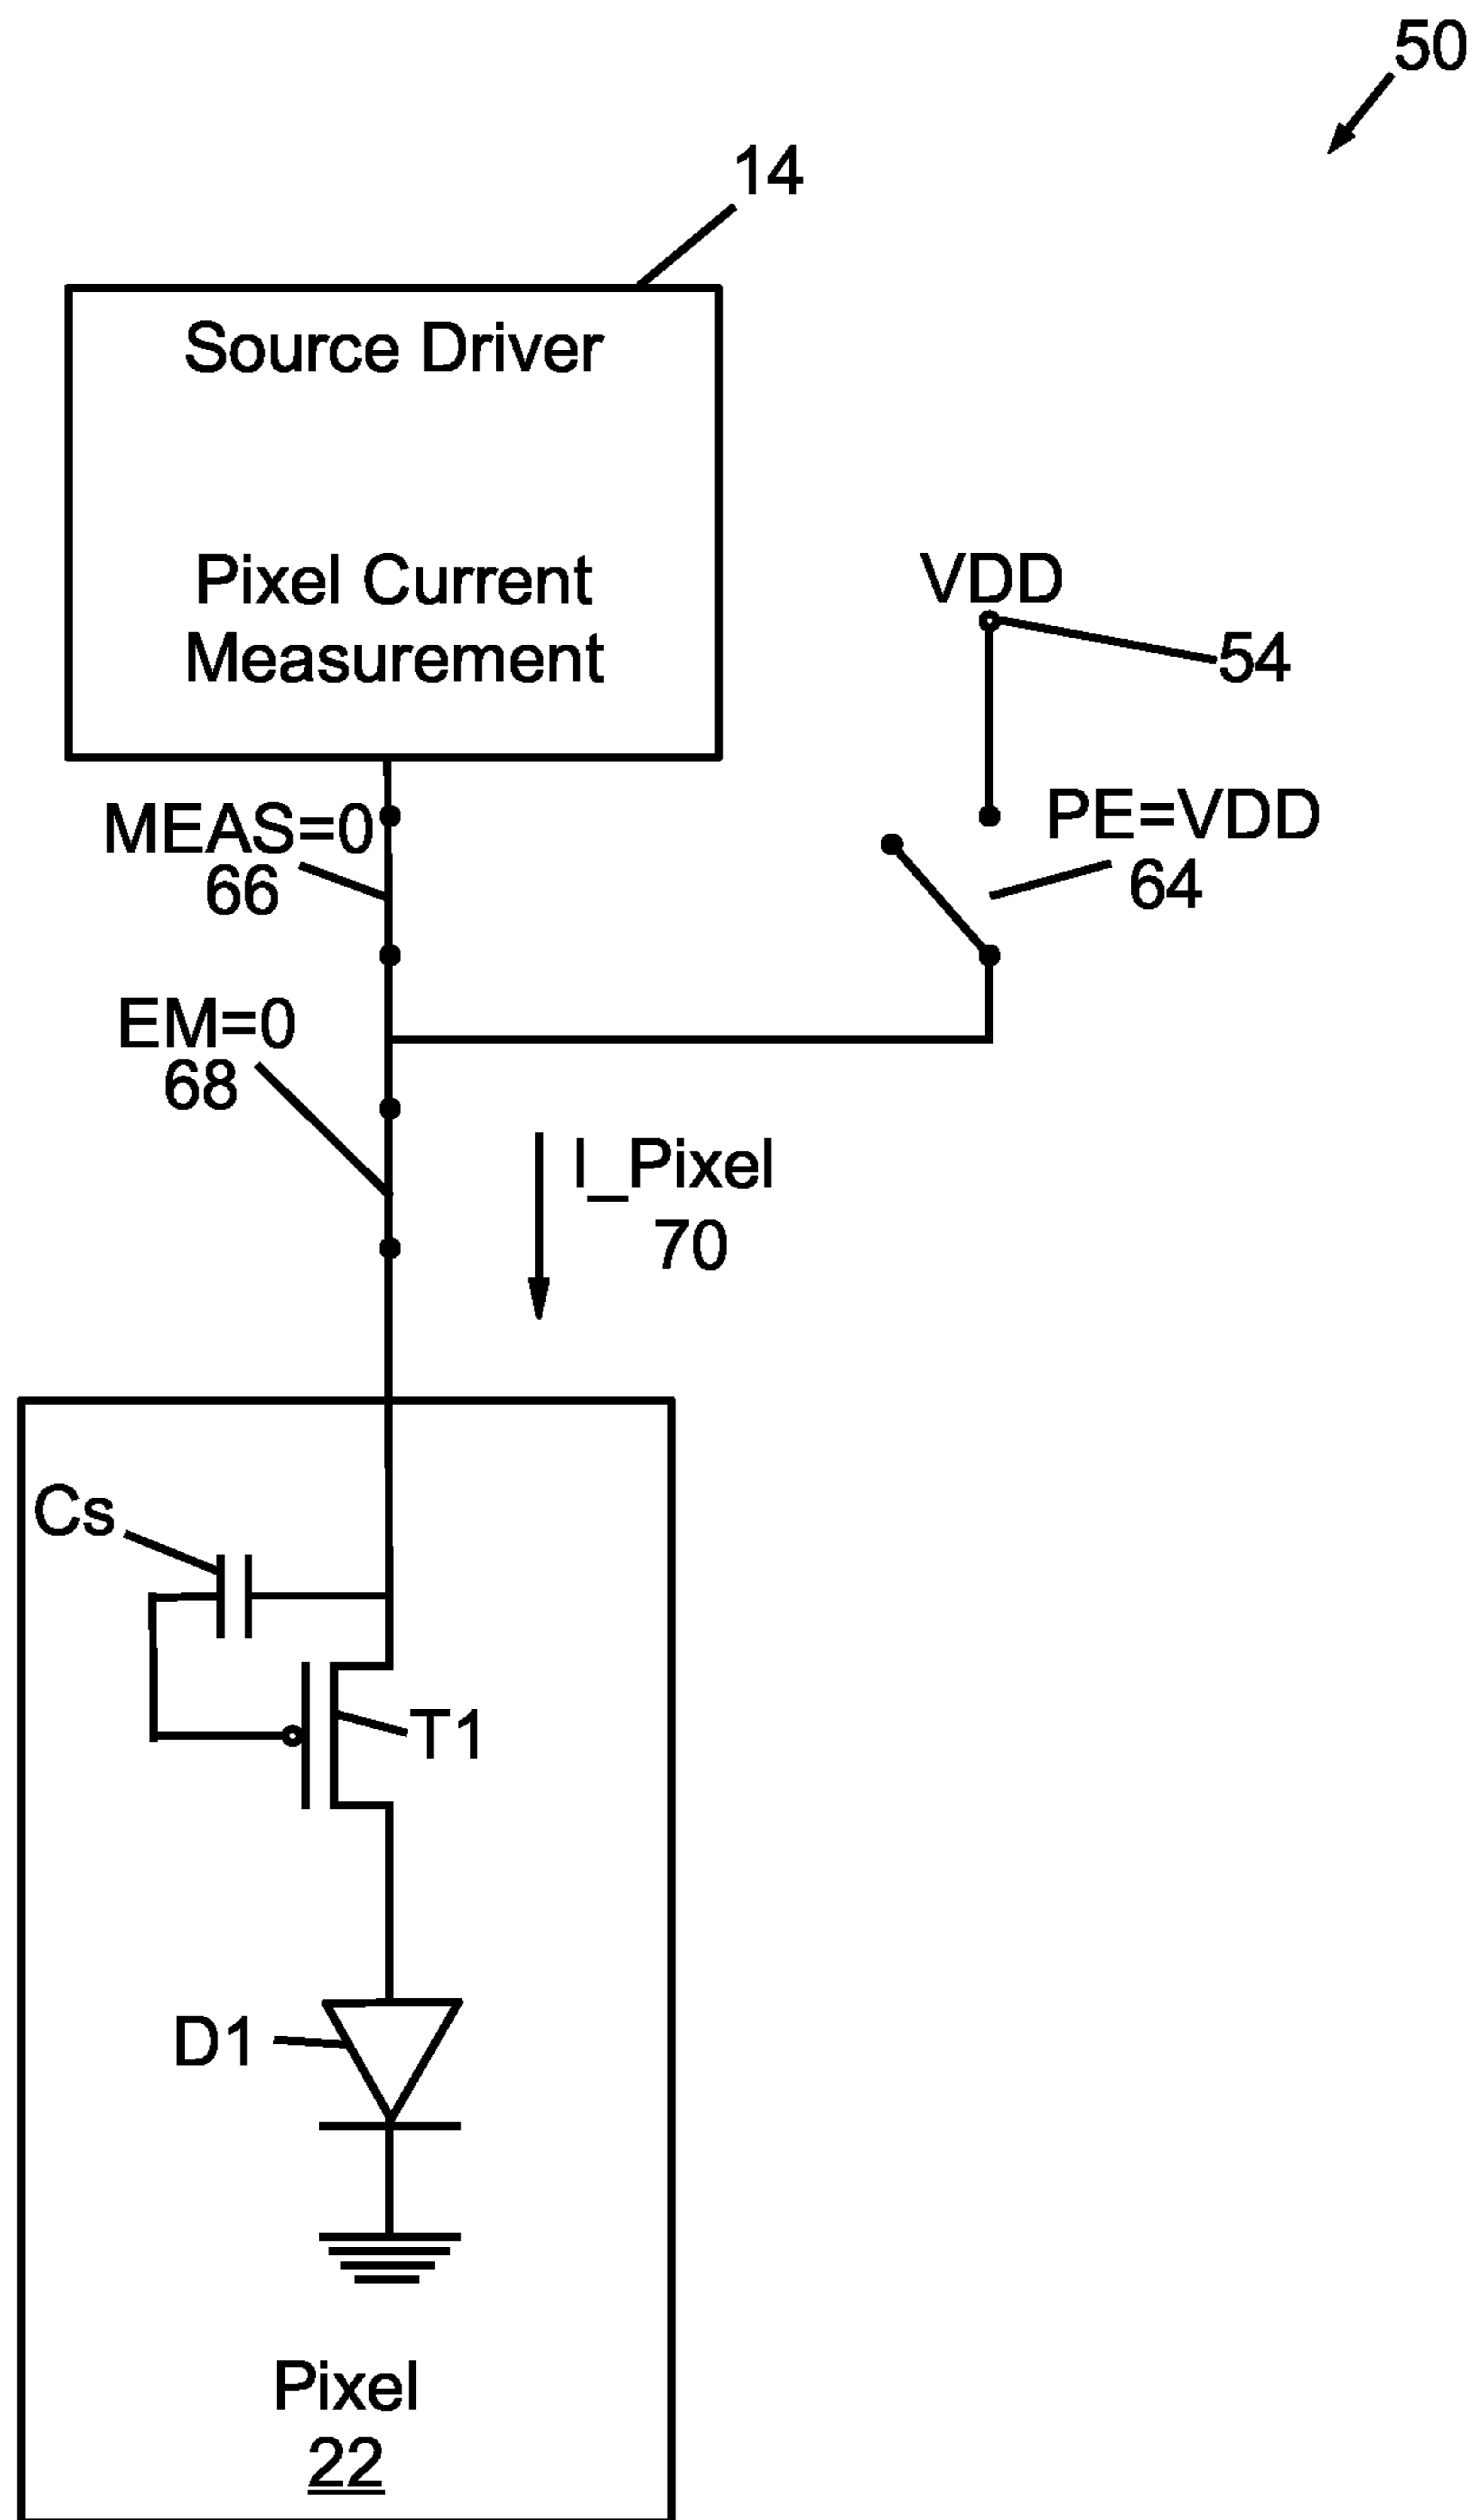 50
14
Source Driver
Pixel Current
Measurement
VDD
54
MEAS=0
66
PE=VDD
64
EM=0
68
I_Pixel
70
Cs
T1
D1
Pixel
22